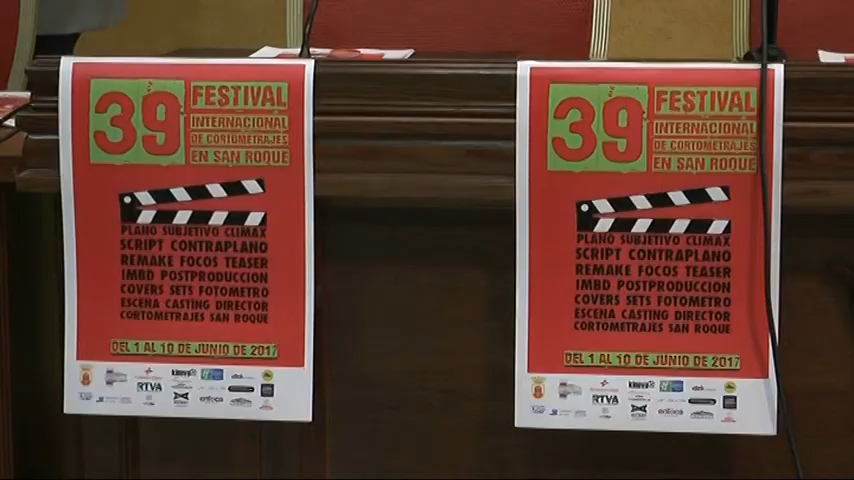 39
FESTIVAL
INTERNACIONAL
DE CORTOMETRAJES
EN SAN ROQUE
PLANO SUBJETIVO CLIMAX
SCRIPT CONTRAPLANO
REMAKE FOCOS TEASER
IMBD POSTPRODUCCION
COVERS SETS FOTOMETRO
ESCENA CASTING DIRECTOR
CORTOMETRAJES SAN ROQUE
DEL 1 AL 10 DE JUNIO DE 2017
RTVA
39
FESTIVAL
INTERNACIONAL
DE CORTOMETRAJES
EN SAN ROQUE
PLANO SUBJETIVO CLIMAX
SCRIPT CONTRAPLANO
REMAKE FOCOS TEASER
IMBD POSTPRODUCCION
COVERS SETS FOTOMETRO
ESCENA CASTING DIRECTOR
CORTOMETRAJES SAN ROQUE
DEL 1 AL 10 DE JUNIO DE 2017
RTVA